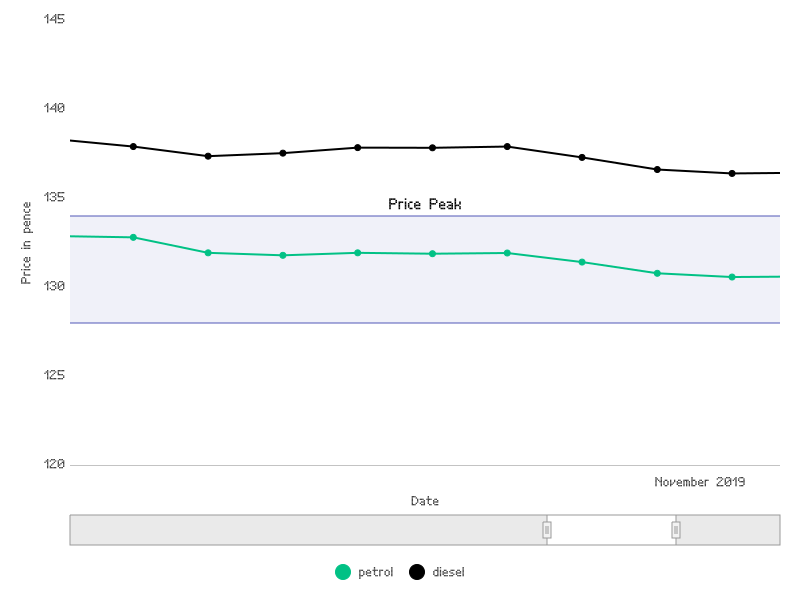 145
140
135
130
125
120
Price in pence
Price Peak
November 2019
Date
petrol
diesel